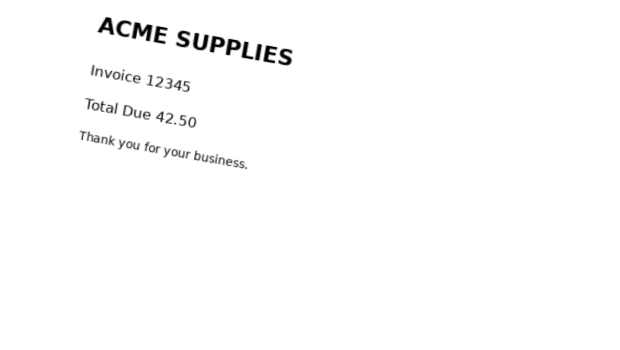 ACME SUPPLIES
Invoice 12345
Total Due 42.50
Thank you for your business.